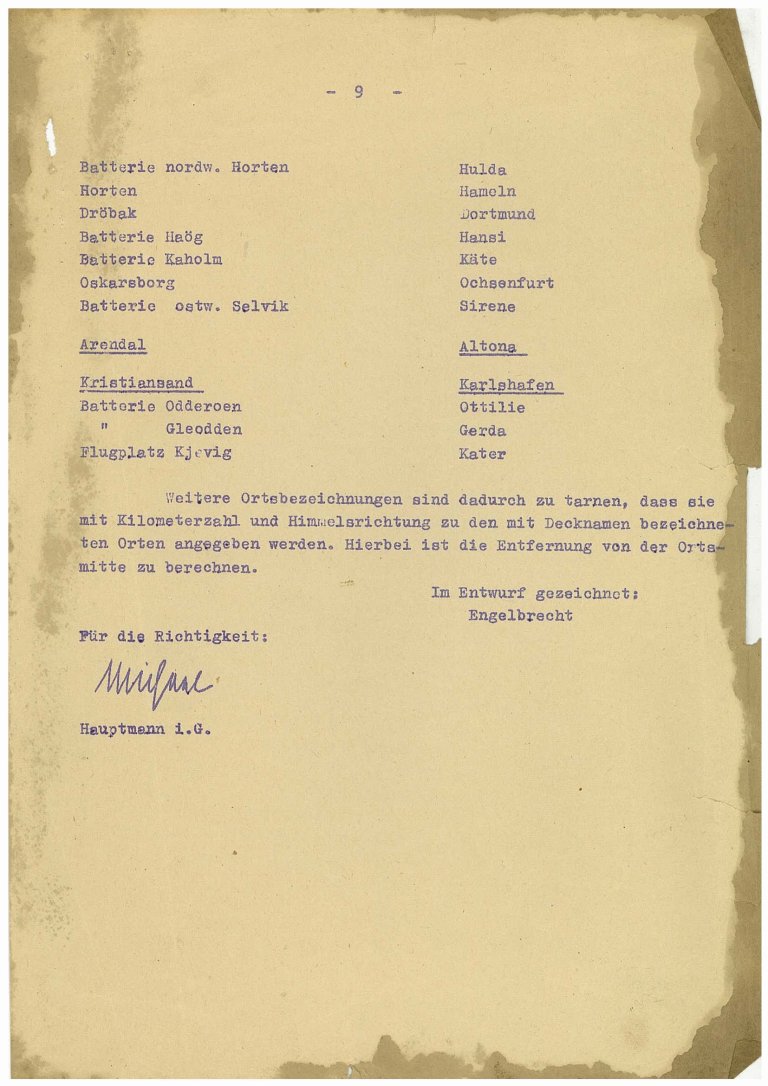 - 9 -
Batterie nordw. Horten Hulda
Horten Hameln
Dröbak Dortmund
Batterie Haög Hansi
Batterie Kaholm Käte
Oskarsborg Ochsenfurt
Batterie ostw. Selvik Sirene
Arendal Altona
Kristiansand Karlshafen
Batterie Odderoen Ottilie
" Gleodden Gerda
Flugplatz Kjevig Kater
Weitere Ortsbezeichnungen sind dadurch zu tarnen, dass sie
mit Kilometerzahl und Himmelsrichtung zu den mit Decknamen bezeichne-
ten Orten angegeben werden. Hierbei ist die Entfernung von der Orts-
mitte zu berechnen.
Im Entwurf gezeichnet:
Engelbrecht
Für die Richtigkeit:
Hauptmann i.G.